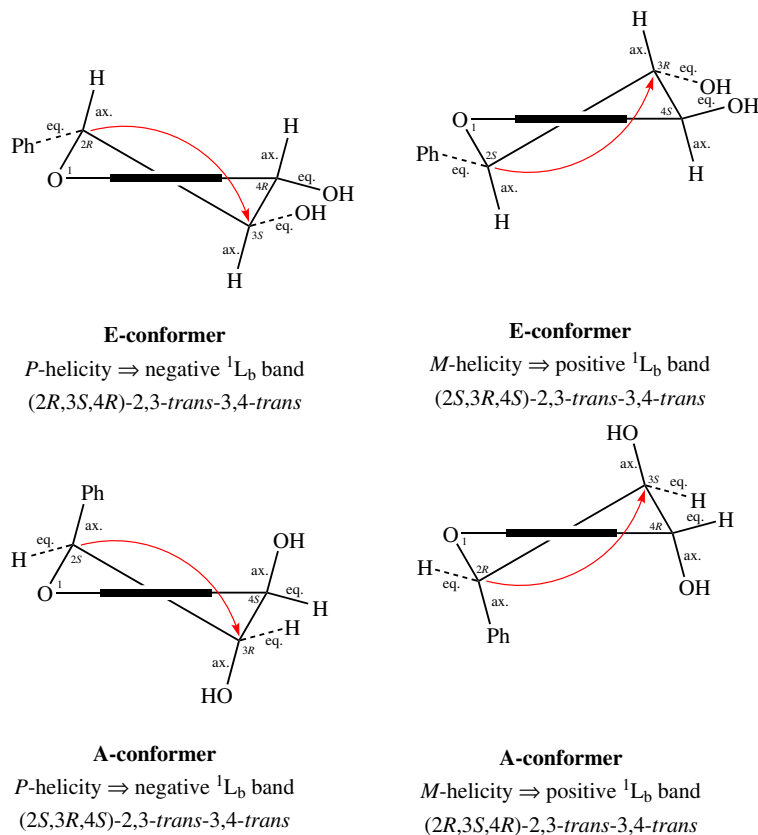 H
ax.
eq.
Ph
2R
O
1
H
ax.
4R
eq.
OH
OH
eq.
3S
ax.
H
E-conformer
P-helicity ⇒ negative ¹L_b band
(2R,3S,4R)-2,3-trans-3,4-trans
H
ax.
3R
eq.
OH
eq.
OH
4S
O
1
Ph
eq.
2S
ax.
ax.
H
H
E-conformer
M-helicity ⇒ positive ¹L_b band
(2S,3R,4S)-2,3-trans-3,4-trans
Ph
ax.
eq.
H
2S
O
1
OH
ax.
4S
eq.
H
H
eq.
3R
ax.
HO
A-conformer
P-helicity ⇒ negative ¹L_b band
(2S,3R,4S)-2,3-trans-3,4-trans
HO
ax.
3S
eq.
H
eq.
H
4R
O
1
H
eq.
2R
ax.
ax.
OH
Ph
A-conformer
M-helicity ⇒ positive ¹L_b band
(2R,3S,4R)-2,3-trans-3,4-trans